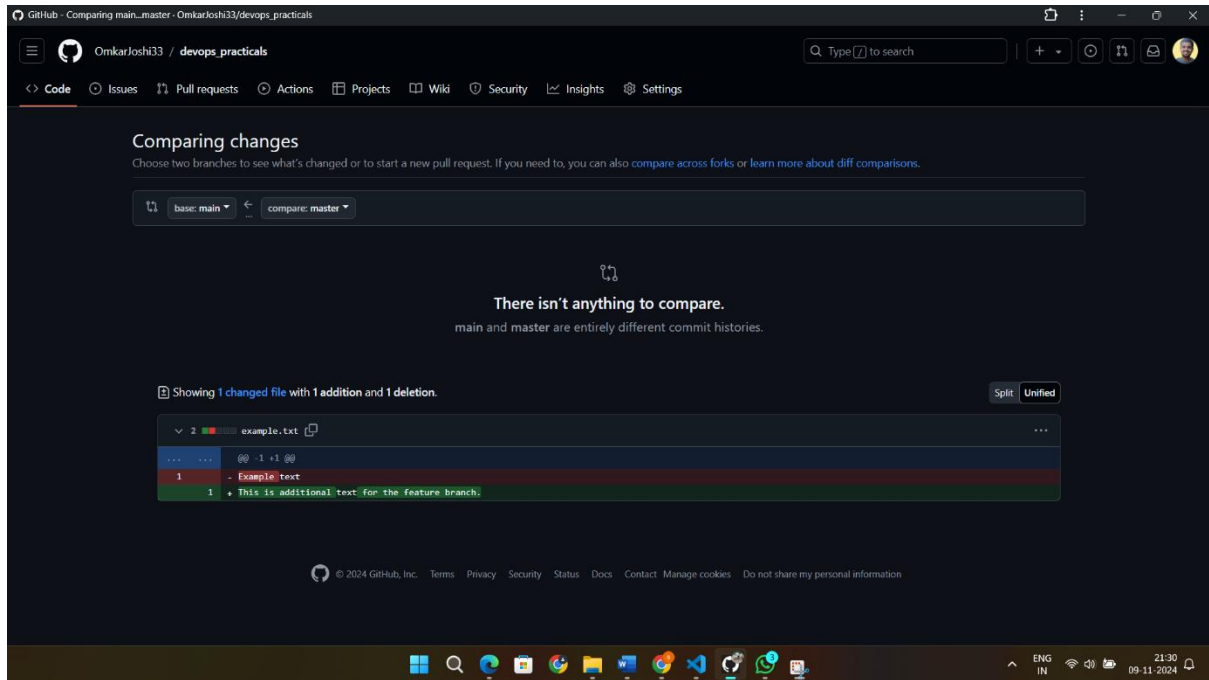 GitHub - Comparing main...master · OmkarJoshi33/devops_practicals
OmkarJoshi33 / devops_practicals
Type / to search
<> Code Issues Pull requests Actions Projects Wiki Security Insights Settings
Comparing changes
Choose two branches to see what's changed or to start a new pull request. If you need to, you can also compare across forks or learn more about diff comparisons.
base: main ... compare: master
There isn't anything to compare.
main and master are entirely different commit histories.
Showing 1 changed file with 1 addition and 1 deletion.
Split Unified
2 example.txt ...
... ... @@ -1 +1 @@
1 - Example text
1 + This is additional text for the feature branch.
© 2024 GitHub, Inc. Terms Privacy Security Status Docs Contact Manage cookies Do not share my personal information
3
ENG
IN
21:30
09-11-2024